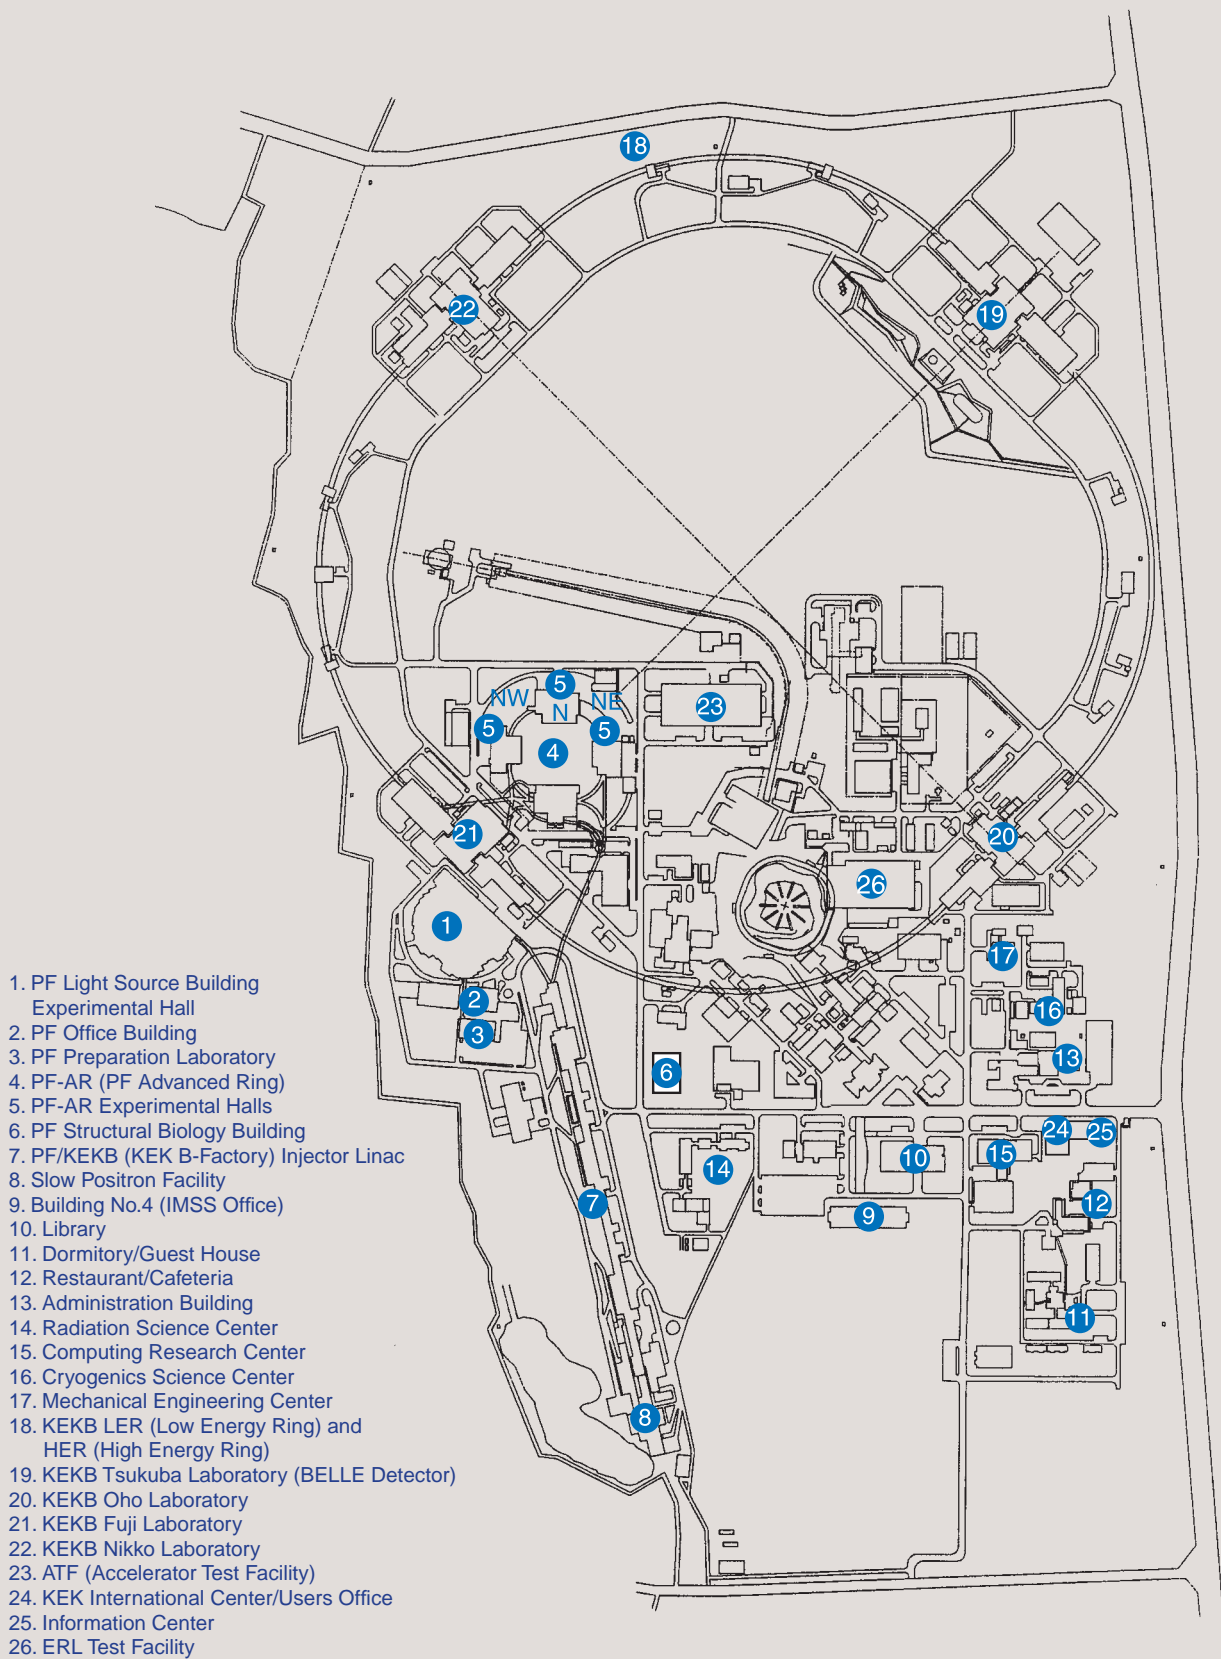 18
22
19
5
NW
NE
N
23
5
5
4
21
20
26
1
17
2
16
3
13
6
24
25
15
10
14
7
12
9
11
8
1. PF Light Source Building
Experimental Hall
2. PF Office Building
3. PF Preparation Laboratory
4. PF-AR (PF Advanced Ring)
5. PF-AR Experimental Halls
6. PF Structural Biology Building
7. PF/KEKB (KEK B-Factory) Injector Linac
8. Slow Positron Facility
9. Building No.4 (IMSS Office)
10. Library
11. Dormitory/Guest House
12. Restaurant/Cafeteria
13. Administration Building
14. Radiation Science Center
15. Computing Research Center
16. Cryogenics Science Center
17. Mechanical Engineering Center
18. KEKB LER (Low Energy Ring) and
HER (High Energy Ring)
19. KEKB Tsukuba Laboratory (BELLE Detector)
20. KEKB Oho Laboratory
21. KEKB Fuji Laboratory
22. KEKB Nikko Laboratory
23. ATF (Accelerator Test Facility)
24. KEK International Center/Users Office
25. Information Center
26. ERL Test Facility